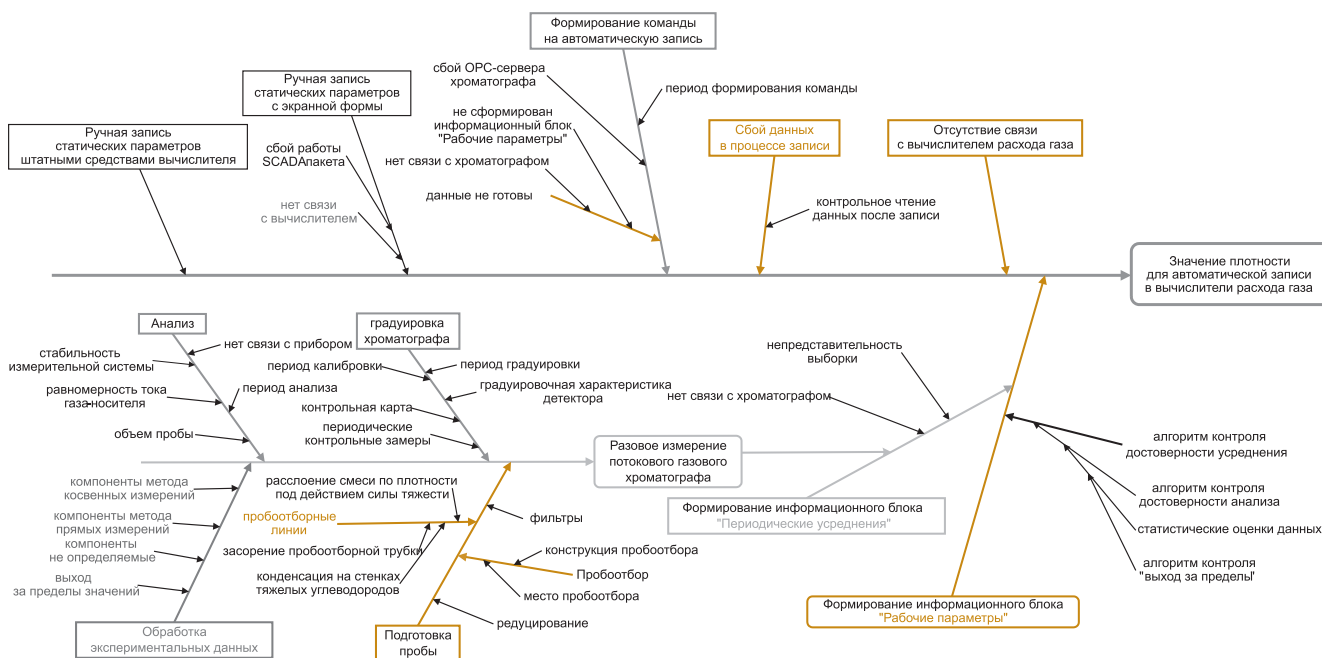 Формирование команды
на автоматическую запись
сбой OPC-сервера
хроматографа
период формирования команды
Ручная запись
статических параметров
с экранной формы
не сформирован
информационный блок
"Рабочие параметры"
Ручная запись
статических параметров
штатными средствами вычислителя
сбой работы
SCADAпакета
нет связи с хроматографом
Сбой данных
в процессе записи
Отсутствие связи
с вычислителем расхода газа
данные не готовы
нет связи
с вычислителем
контрольное чтение
данных после записи
Значение плотности
для автоматической записи
в вычислители расхода газа
Анализ
градуировка
хроматографа
нет связи с прибором
стабильность
измерительной системы
период калибровки
период градуировки
непредставительность
выборки
равномерность тока
газа-носителя
период анализа
градуировочная характеристика
детектора
нет связи с хроматографом
контрольная карта
объем пробы
периодические
контрольные замеры
Разовое измерение
потокового газового
хроматографа
алгоритм контроля
достоверности усреднения
компоненты метода
косвенных измерений
расслоение смеси по плотности
под действием силы тяжести
алгоритм контроля
достоверности анализа
компоненты метода
прямых измерений
пробоотборные
линии
фильтры
Формирование информационного блока
"Периодические усреднения"
статистические оценки данных
компоненты
не определяемые
засорение пробоотборной трубки
конструкция пробоотбора
алгоритм контроля
"выход за пределы"
выход
за пределы значений
конденсация на стенках
тяжелых углеводородов
Пробоотбор
место пробоотбора
редуцирование
Формирование информационного блока
"Рабочие параметры"
Обработка
экспериментальных данных
Подготовка
пробы